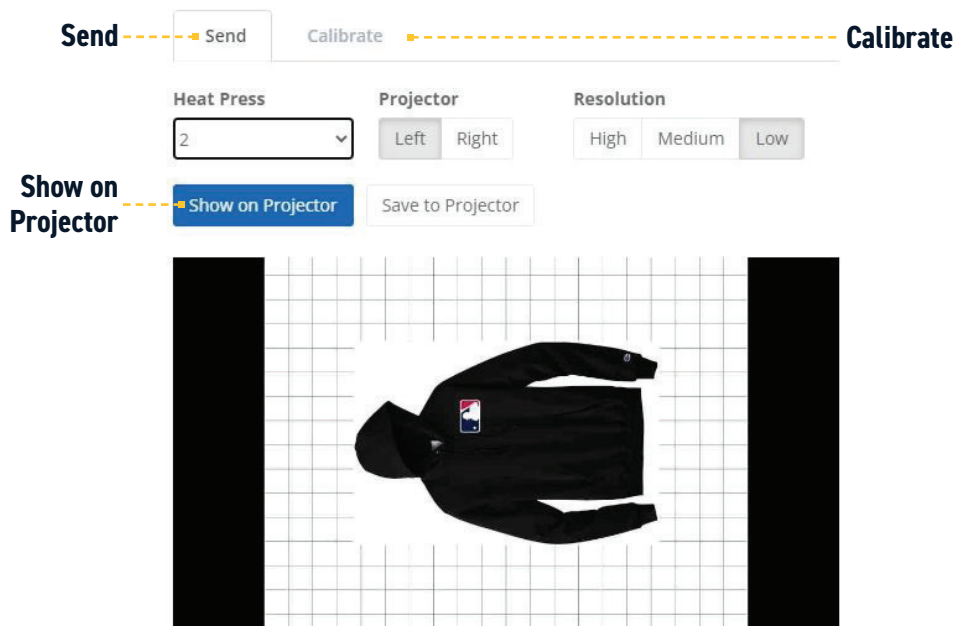 Send
Send Calibrate
Calibrate
Heat Press Projector Resolution
2 Left Right High Medium Low
Show on
Projector
Show on Projector Save to Projector